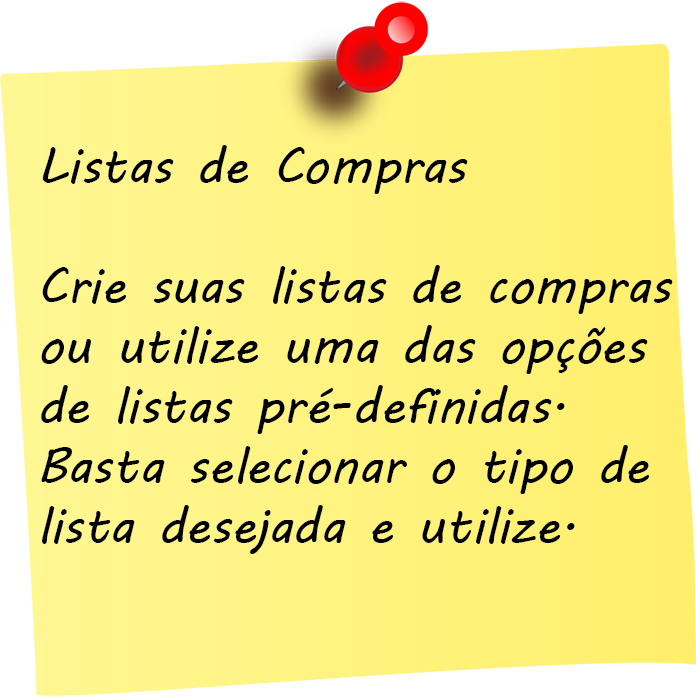 Listas de Compras
Crie suas listas de compras
ou utilize uma das opções
de listas pré-definidas.
Basta selecionar o tipo de
lista desejada e utilize.